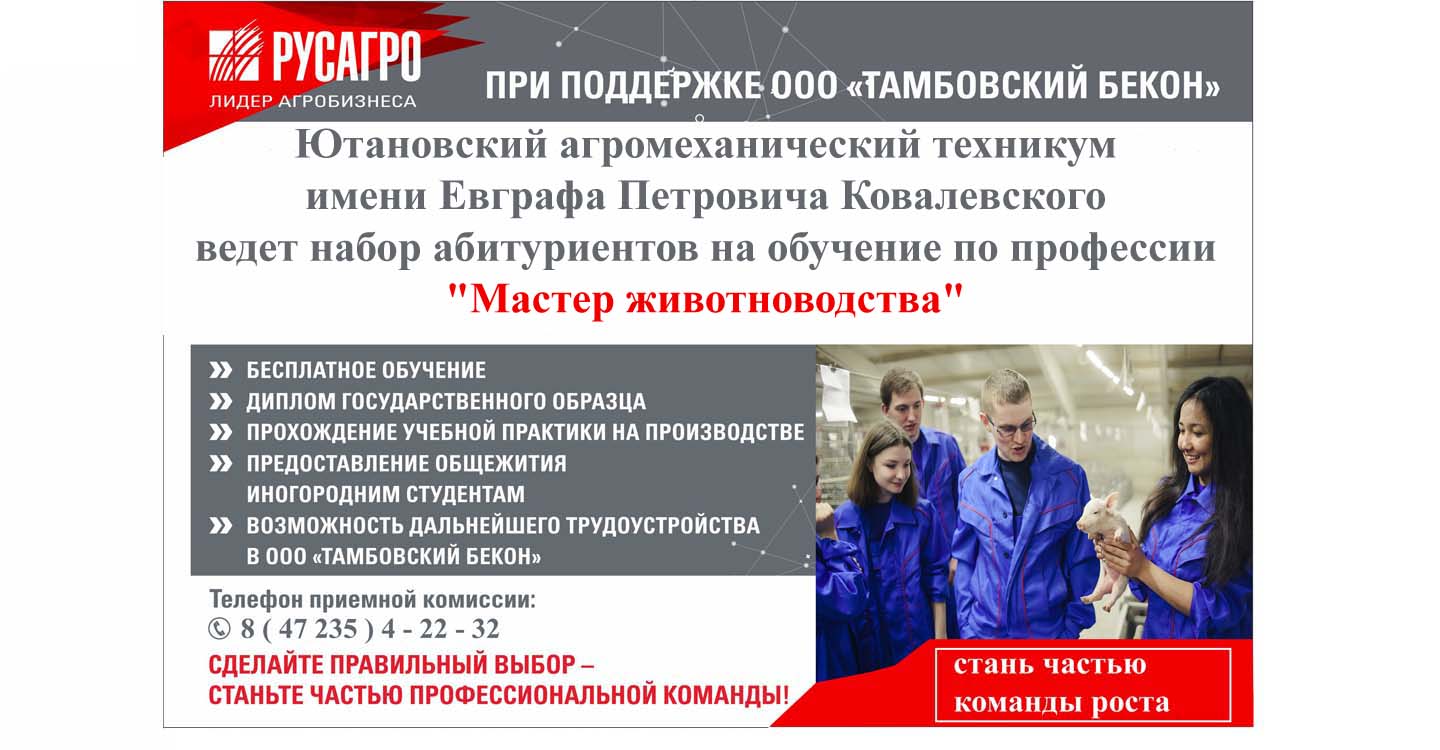 РУСАГРО
ЛИДЕР АГРОБИЗНЕСА
ПРИ ПОДДЕРЖКЕ ООО «ТАМБОВСКИЙ БЕКОН»
Ютановский агромеханический техникум
имени Евграфа Петровича Ковалевского
ведет набор абитуриентов на обучение по профессии
"Мастер животноводства"
БЕСПЛАТНОЕ ОБУЧЕНИЕ
ДИПЛОМ ГОСУДАРСТВЕННОГО ОБРАЗЦА
ПРОХОЖДЕНИЕ УЧЕБНОЙ ПРАКТИКИ НА ПРОИЗВОДСТВЕ
ПРЕДОСТАВЛЕНИЕ ОБЩЕЖИТИЯ
ИНОГОРОДНИМ СТУДЕНТАМ
ВОЗМОЖНОСТЬ ДАЛЬНЕЙШЕГО ТРУДОУСТРОЙСТВА
В ООО «ТАМБОВСКИЙ БЕКОН»
Телефон приемной комиссии:
8 ( 47 235 ) 4 - 22 - 32
СДЕЛАЙТЕ ПРАВИЛЬНЫЙ ВЫБОР –
СТАНЬТЕ ЧАСТЬЮ ПРОФЕССИОНАЛЬНОЙ КОМАНДЫ!
стань частью
команды роста